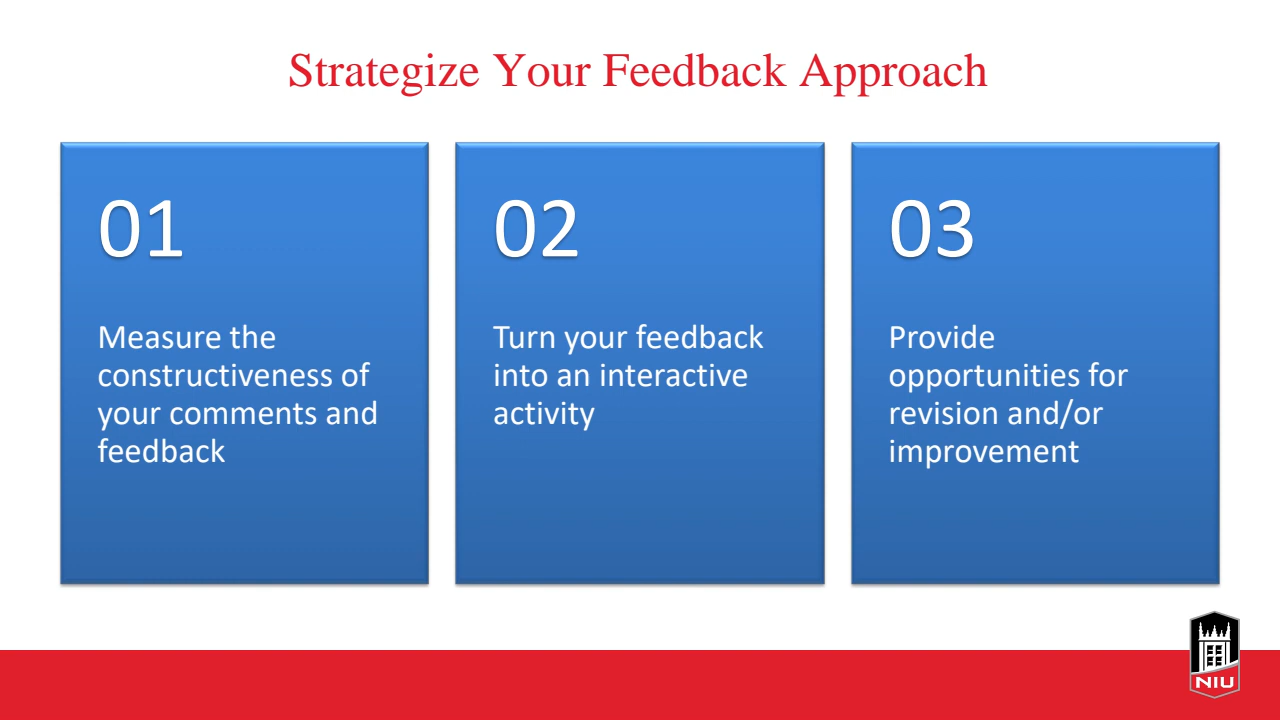 Strategize Your Feedback Approach
01
Measure the
constructiveness of
your comments and
feedback
02
Turn your feedback
into an interactive
activity
03
Provide
opportunities for
revision and/or
improvement
NIU